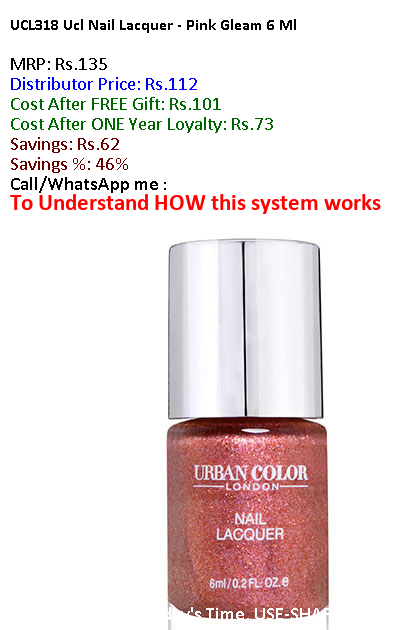 UCL318 Ucl Nail Lacquer - Pink Gleam 6 Ml
MRP: Rs.135
Distributor Price: Rs.112
Cost After FREE Gift: Rs.101
Cost After ONE Year Loyalty: Rs.73
Savings: Rs.62
Savings %: 46%
Call/WhatsApp me :
To Understand HOW this system works
URBAN COLOR
LONDON
NAIL
LACQUER
6ml/0.2 FL. OZ. e
Time. USE-